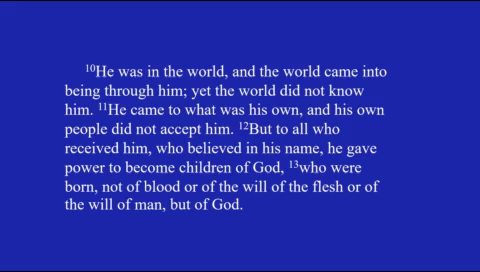 ¹⁰He was in the world, and the world came into
being through him; yet the world did not know
him. ¹¹He came to what was his own, and his own
people did not accept him. ¹²But to all who
received him, who believed in his name, he gave
power to become children of God, ¹³who were
born, not of blood or of the will of the flesh or of
the will of man, but of God.